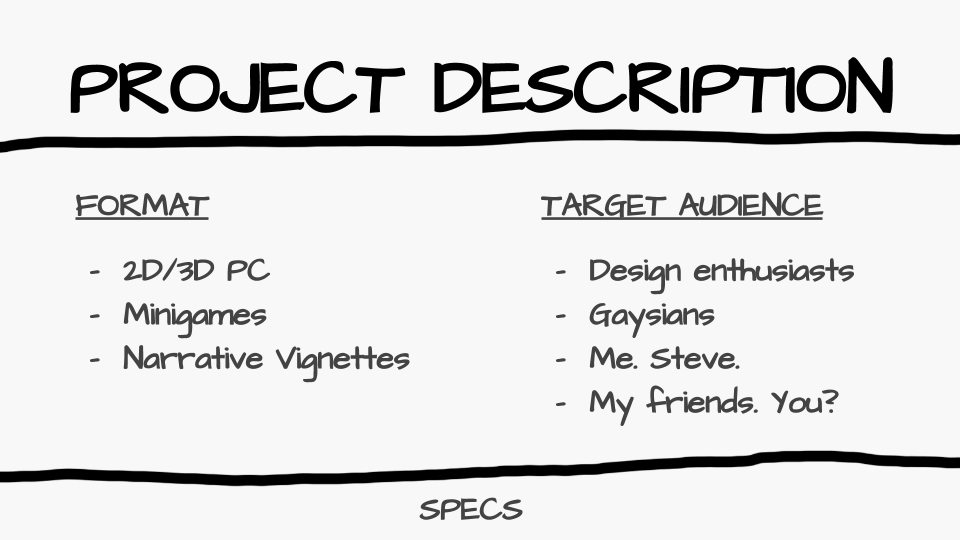 PROJECT DESCRIPTION
FORMAT
- 2D/3D PC
- Minigames
- Narrative Vignettes
TARGET AUDIENCE
- Design enthusiasts
- Gaysians
- Me. Steve.
- My friends. You?
SPECS